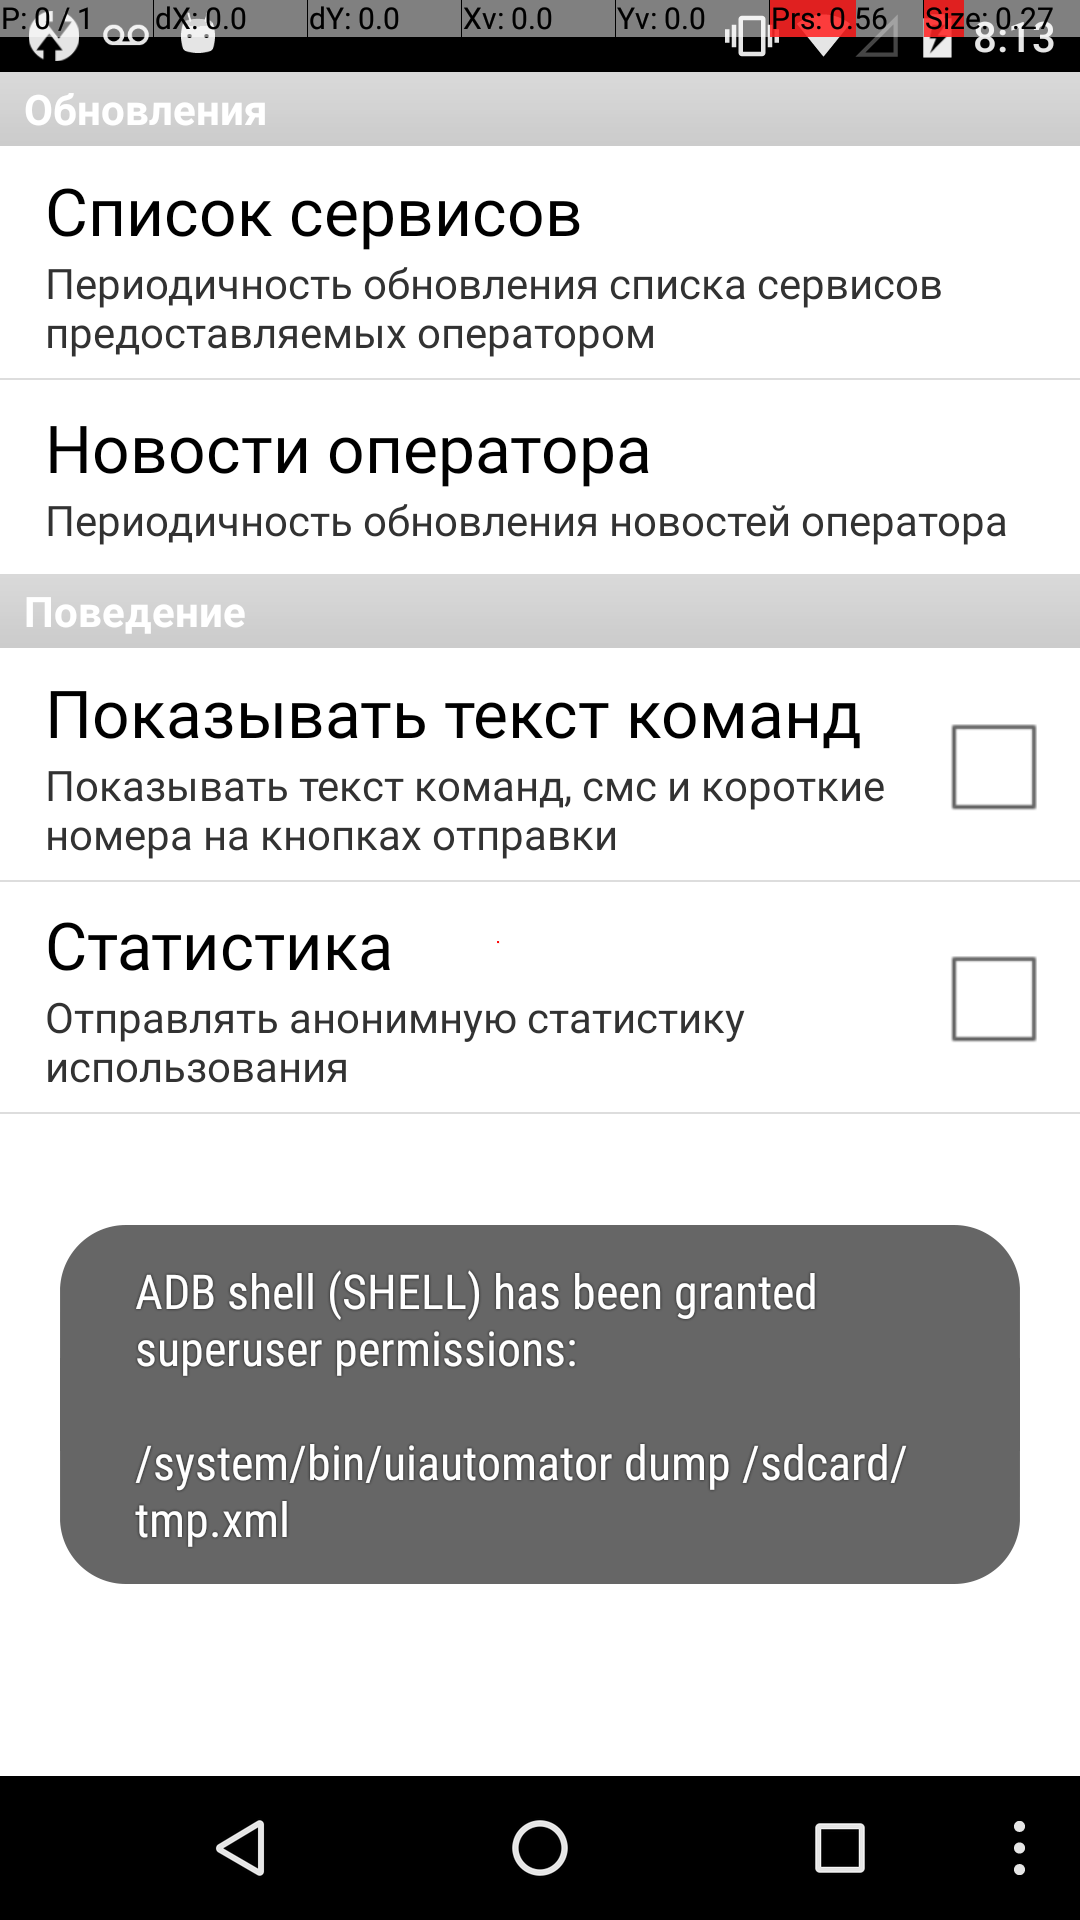 P: 0 / 1 dX: 0.0 dY: 0.0 Xv: 0.0 Yv: 0.0 Prs: 0.56 Size: 0.27
8:13
Обновления
Список сервисов
Периодичность обновления списка сервисов
предоставляемых оператором
Новости оператора
Периодичность обновления новостей оператора
Поведение
Показывать текст команд
Показывать текст команд, смс и короткие
номера на кнопках отправки
Статистика
Отправлять анонимную статистику
использования
ADB shell (SHELL) has been granted
superuser permissions:
/system/bin/uiautomator dump /sdcard/
tmp.xml